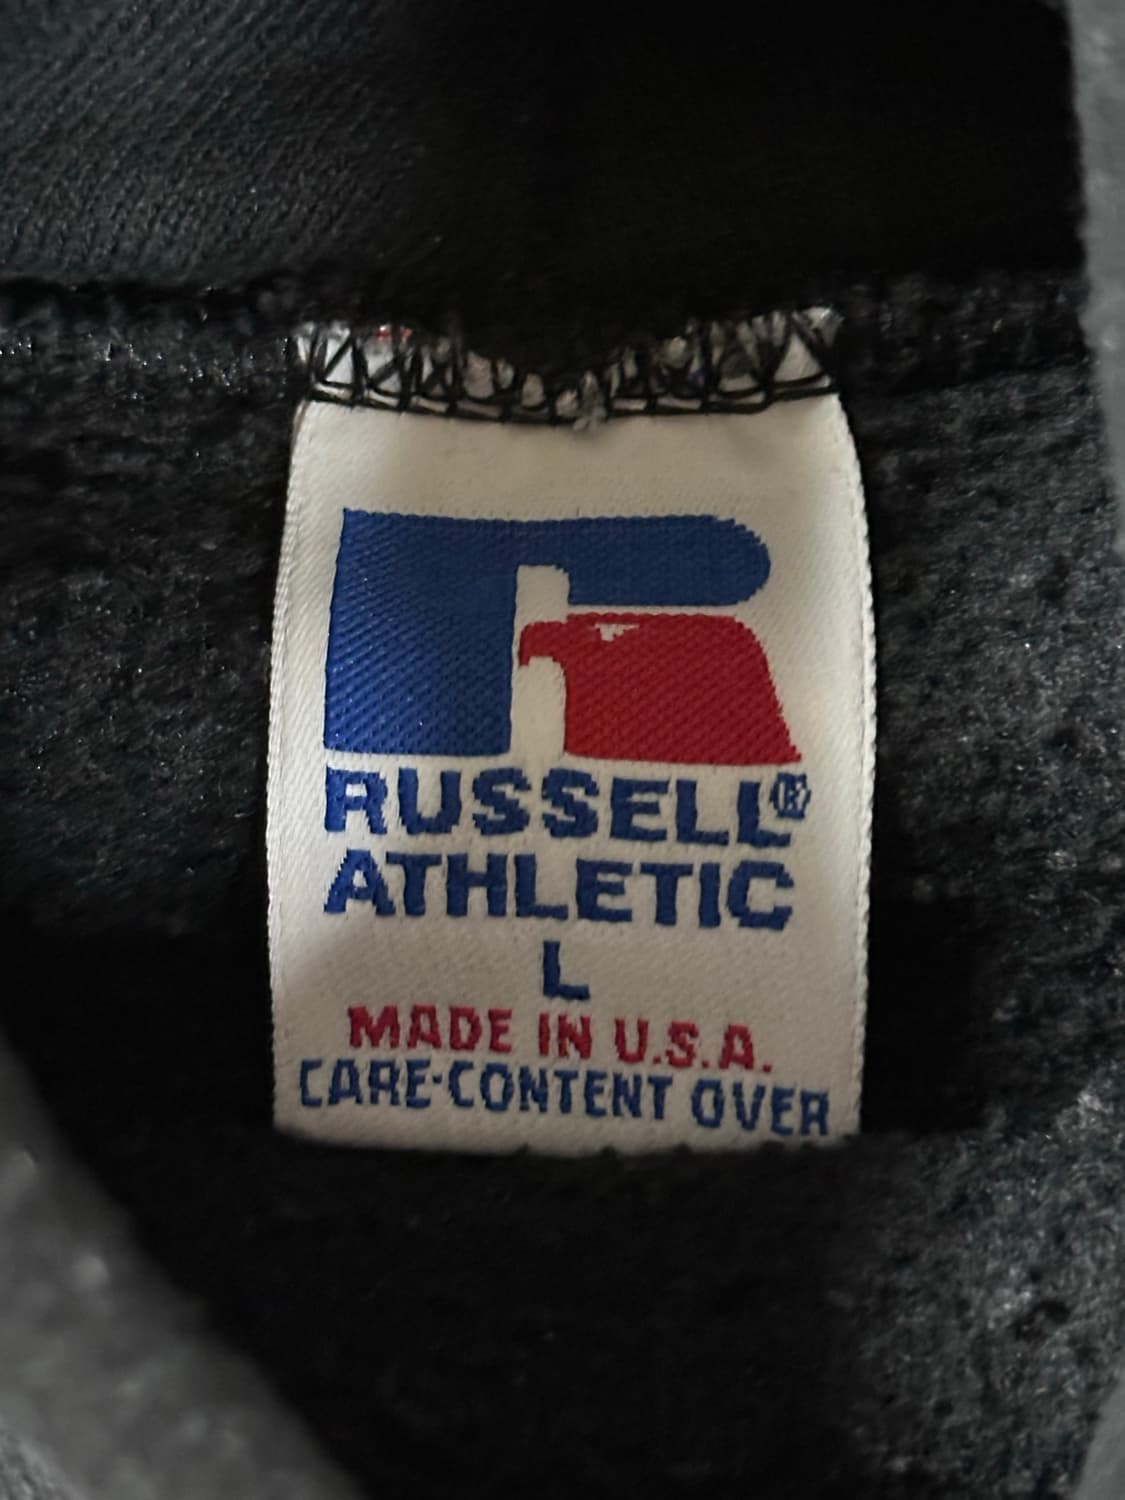 RUSSELL®
ATHLETIC
L
MADE IN U.S.A.
CARE·CONTENT OVER